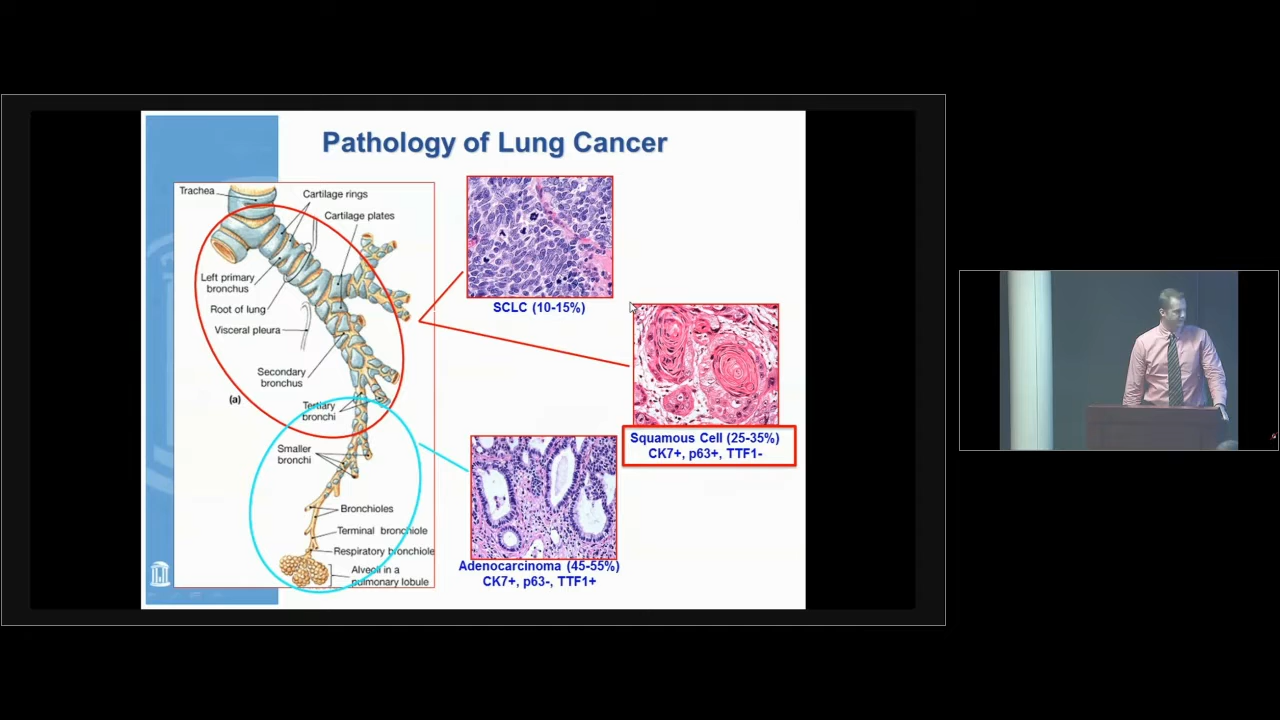 Pathology of Lung Cancer
Trachea
Cartilage rings
Cartilage plates
Left primary
bronchus
Root of lung
Visceral pleura
Secondary
bronchus
(a)
Tertiary
bronchi
Smaller
bronchi
Bronchioles
Terminal bronchiole
Respiratory bronchiole
Alveoli in a
pulmonary lobule
SCLC (10-15%)
Squamous Cell (25-35%)
CK7+, p63+, TTF1-
Adenocarcinoma (45-55%)
CK7+, p63-, TTF1+